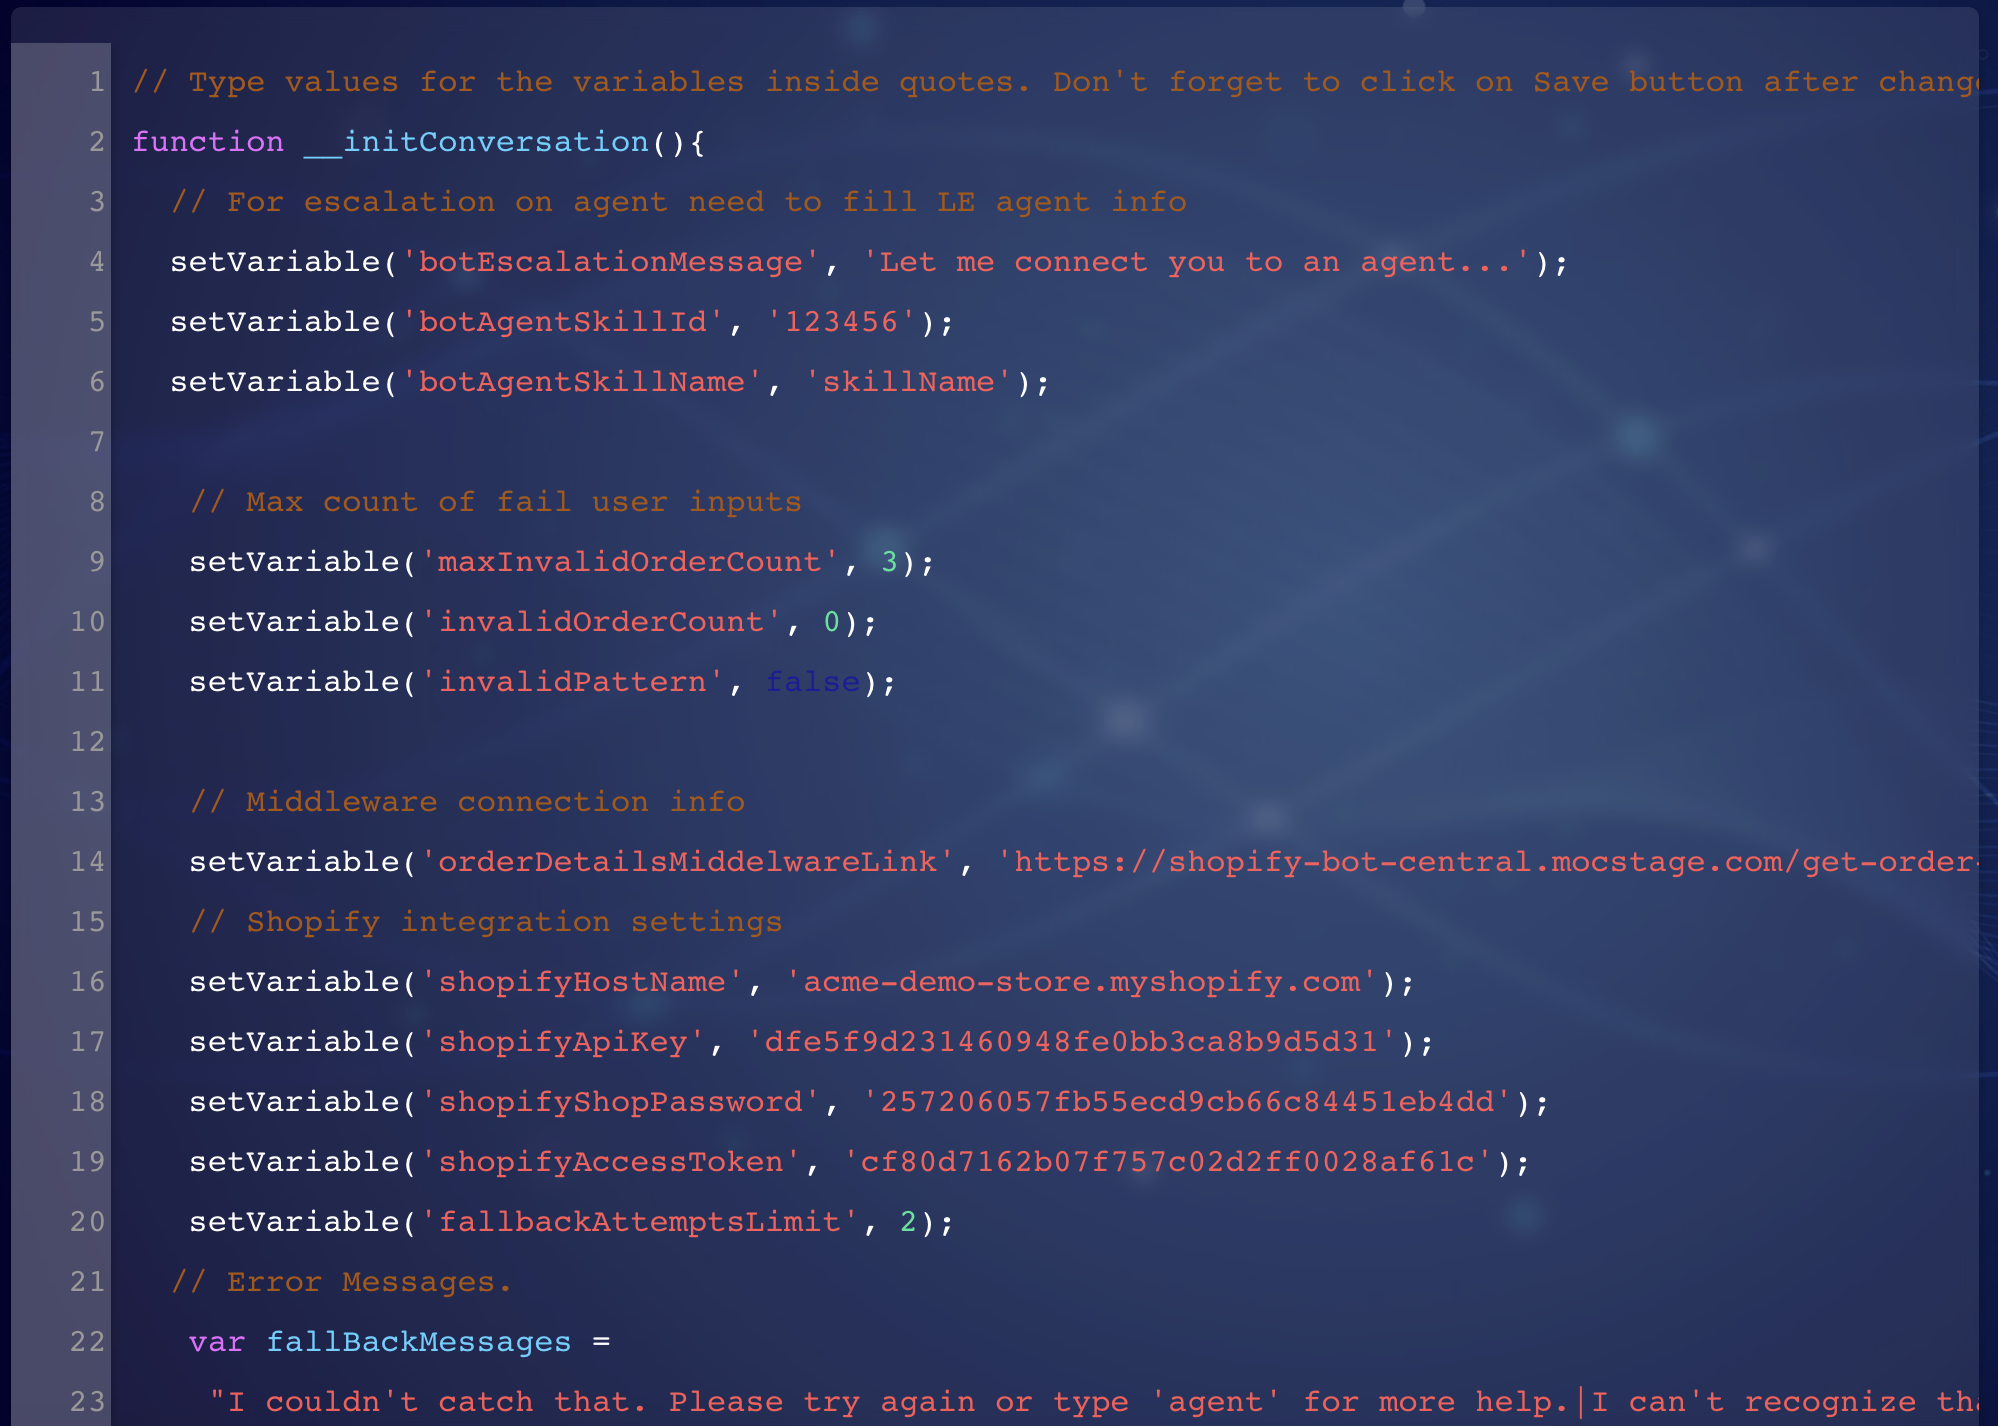 1 // Type values for the variables inside quotes. Don't forget to click on Save button after
2 function __initConversation(){
3 // For escalation on agent need to fill LE agent info
4 setVariable('botEscalationMessage', 'Let me connect you to an agent...');
5 setVariable('botAgentSkillId', '123456');
6 setVariable('botAgentSkillName', 'skillName');
7
8 // Max count of fail user inputs
9 setVariable('maxInvalidOrderCount', 3);
10 setVariable('invalidOrderCount', 0);
11 setVariable('invalidPattern', false);
12
13 // Middleware connection info
14 setVariable('orderDetailsMiddelwareLink', 'https://shopify-bot-central.mocstage.com/get-order-
15 // Shopify integration settings
16 setVariable('shopifyHostName', 'acme-demo-store.myshopify.com');
17 setVariable('shopifyApiKey', 'dfe5f9d231460948fe0bb3ca8b9d5d31');
18 setVariable('shopifyShopPassword', '257206057fb55ecd9cb66c84451eb4dd');
19 setVariable('shopifyAccessToken', 'cf80d7162b07f757c02d2ff0028af61c');
20 setVariable('fallbackAttemptsLimit', 2);
21 // Error Messages.
22 var fallBackMessages =
23 "I couldn't catch that. Please try again or type 'agent' for more help.|I can't recognize